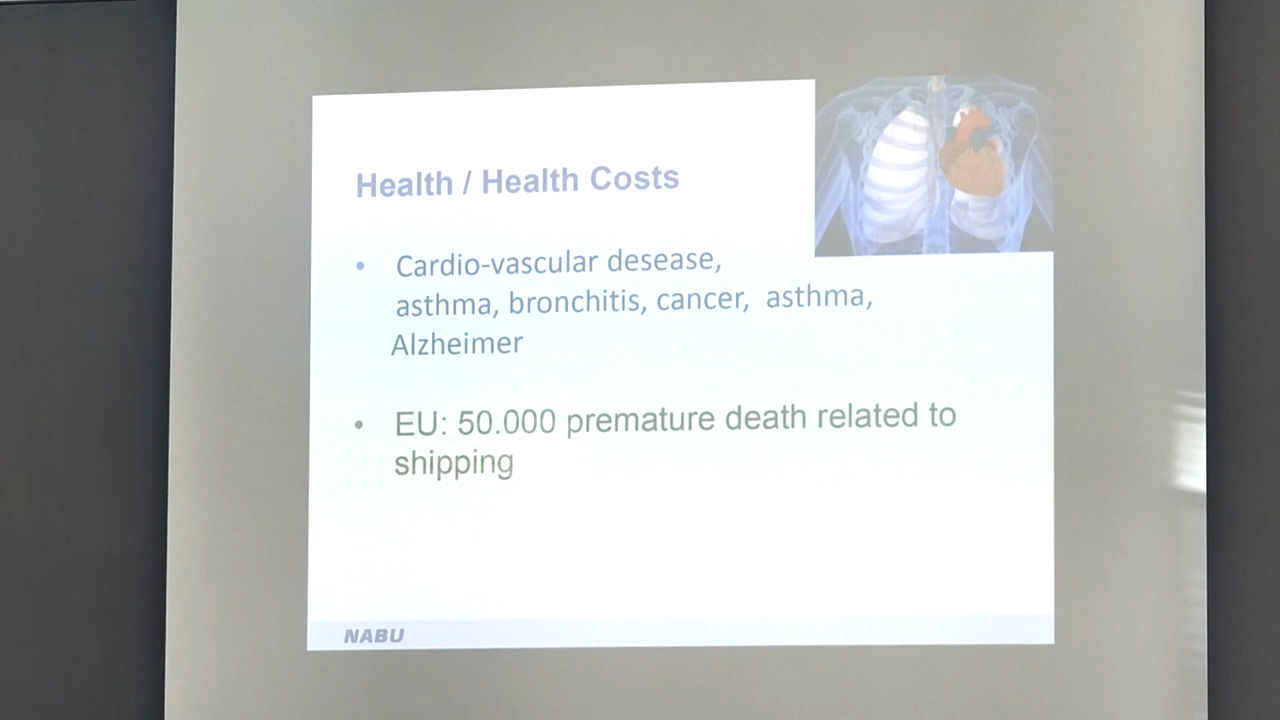 Health / Health Costs
• Cardio-vascular desease,
asthma, bronchitis, cancer, asthma,
Alzheimer
• EU: 50.000 premature death related to
shipping
NABU